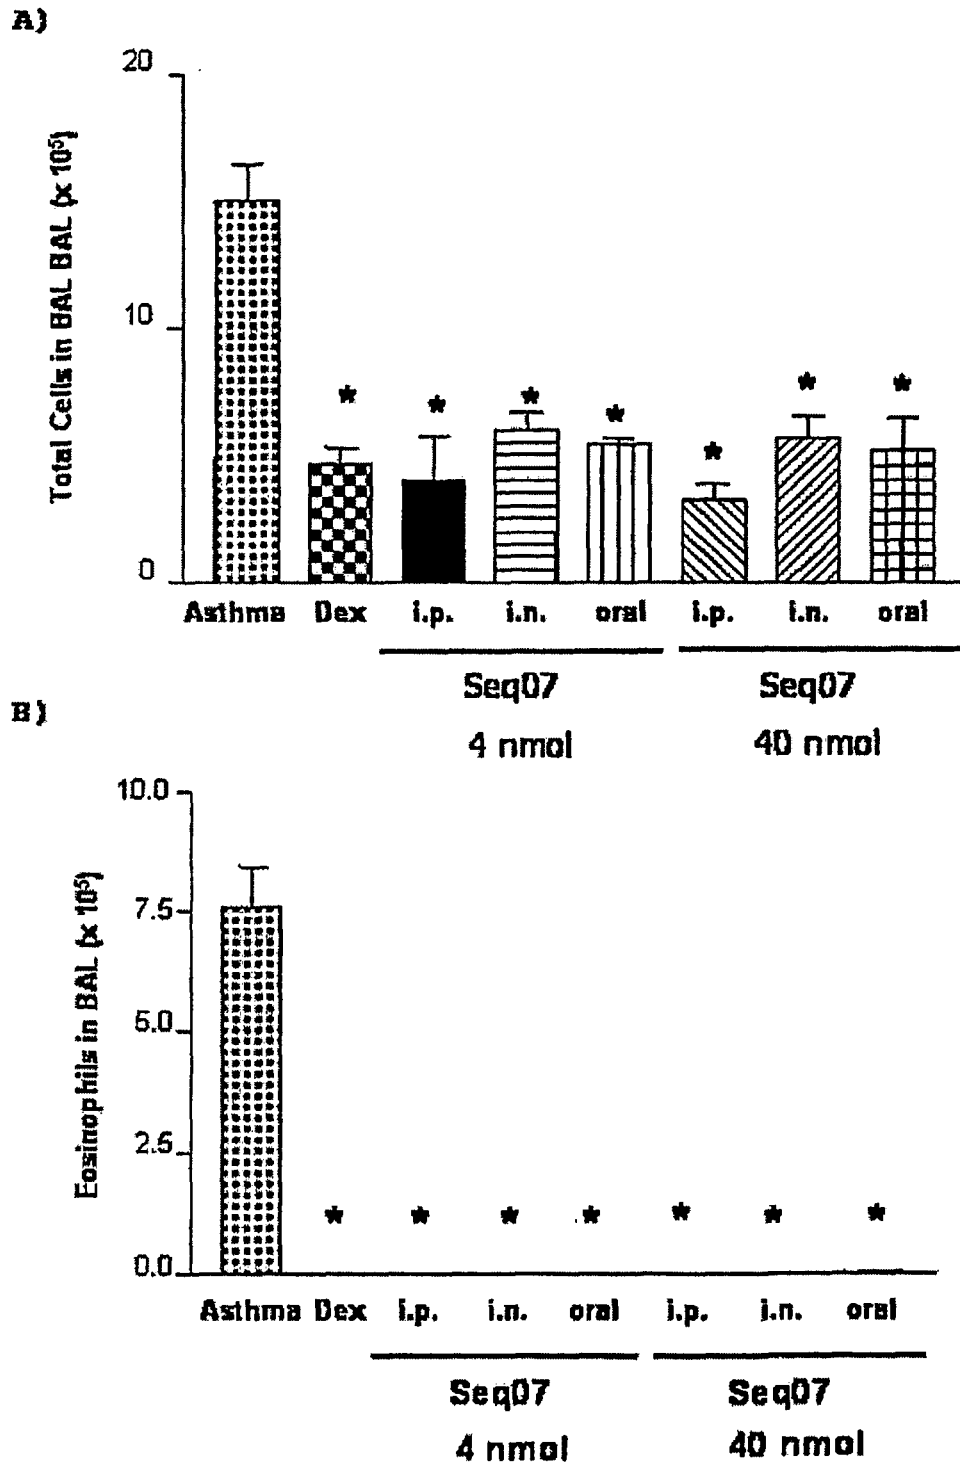 A)
Total Cells in BAL BAL (x 10⁵)
20
10
0
* * * * * * *
Asthma Dex i.p. i.n. oral i.p. i.n. oral
Seq07 Seq07
4 nmol 40 nmol
B)
Eosinophils in BAL (x 10⁵)
10.0
7.5
5.0
2.5
0.0
* * * * * * *
Asthma Dex i.p. i.n. oral i.p. i.n. oral
Seq07 Seq07
4 nmol 40 nmol